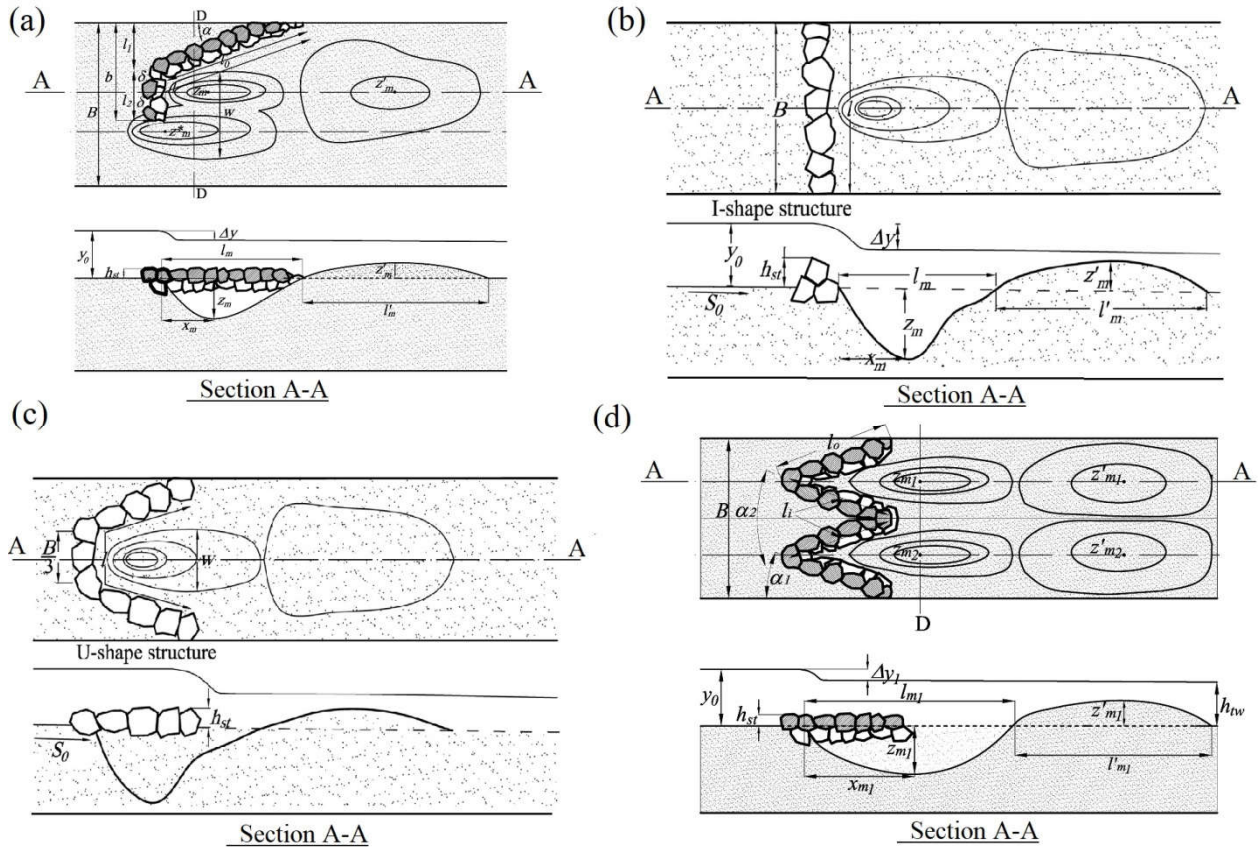 (a)
D
α
l₁
b
l₀
A
A
δ
zₘ
z'ₘ
B
l₂
δ
w
z*ₘ
D
Δy
y₀
lₘ
hₛₜ
z'ₘ
zₘ
l'ₘ
xₘ
Section A-A
(b)
A
B
l
A
I-shape structure
Δy
y₀
hₛₜ
lₘ
z'ₘ
S₀
zₘ
l'ₘ
xₘ
Section A-A
(c)
A
B
3
l
w
A
U-shape structure
hₛₜ
S₀
Section A-A
(d)
l₀
A
zₘ₁
z'ₘ₁
A
B
α₂
lᵢ
zₘ₂
z'ₘ₂
α₁
D
Δy₁
y₀
lₘ₁
hₛₜ
z'ₘ₁
hₜw
zₘ₁
l'ₘ₁
xₘ₁
Section A-A